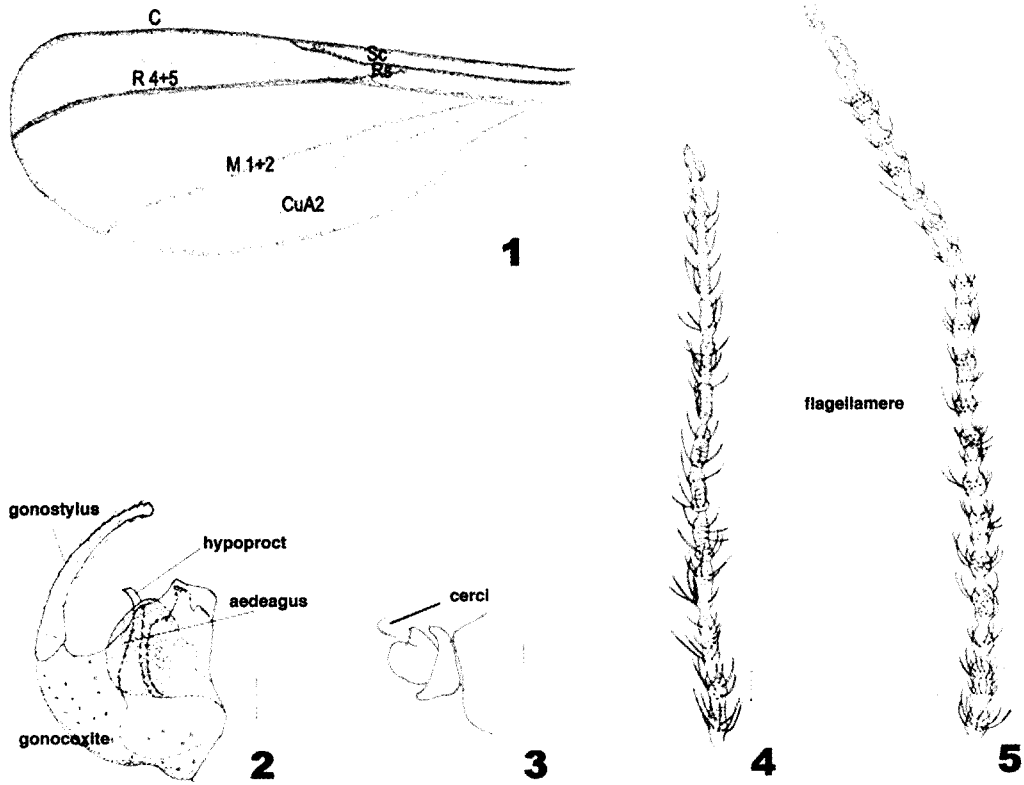 C
Sc
Rs
R 4+5
M 1+2
CuA2
1
flagellamere
gonostylus
hypoproct
aedeagus
gonocoxite
2
cerci
3
4
5